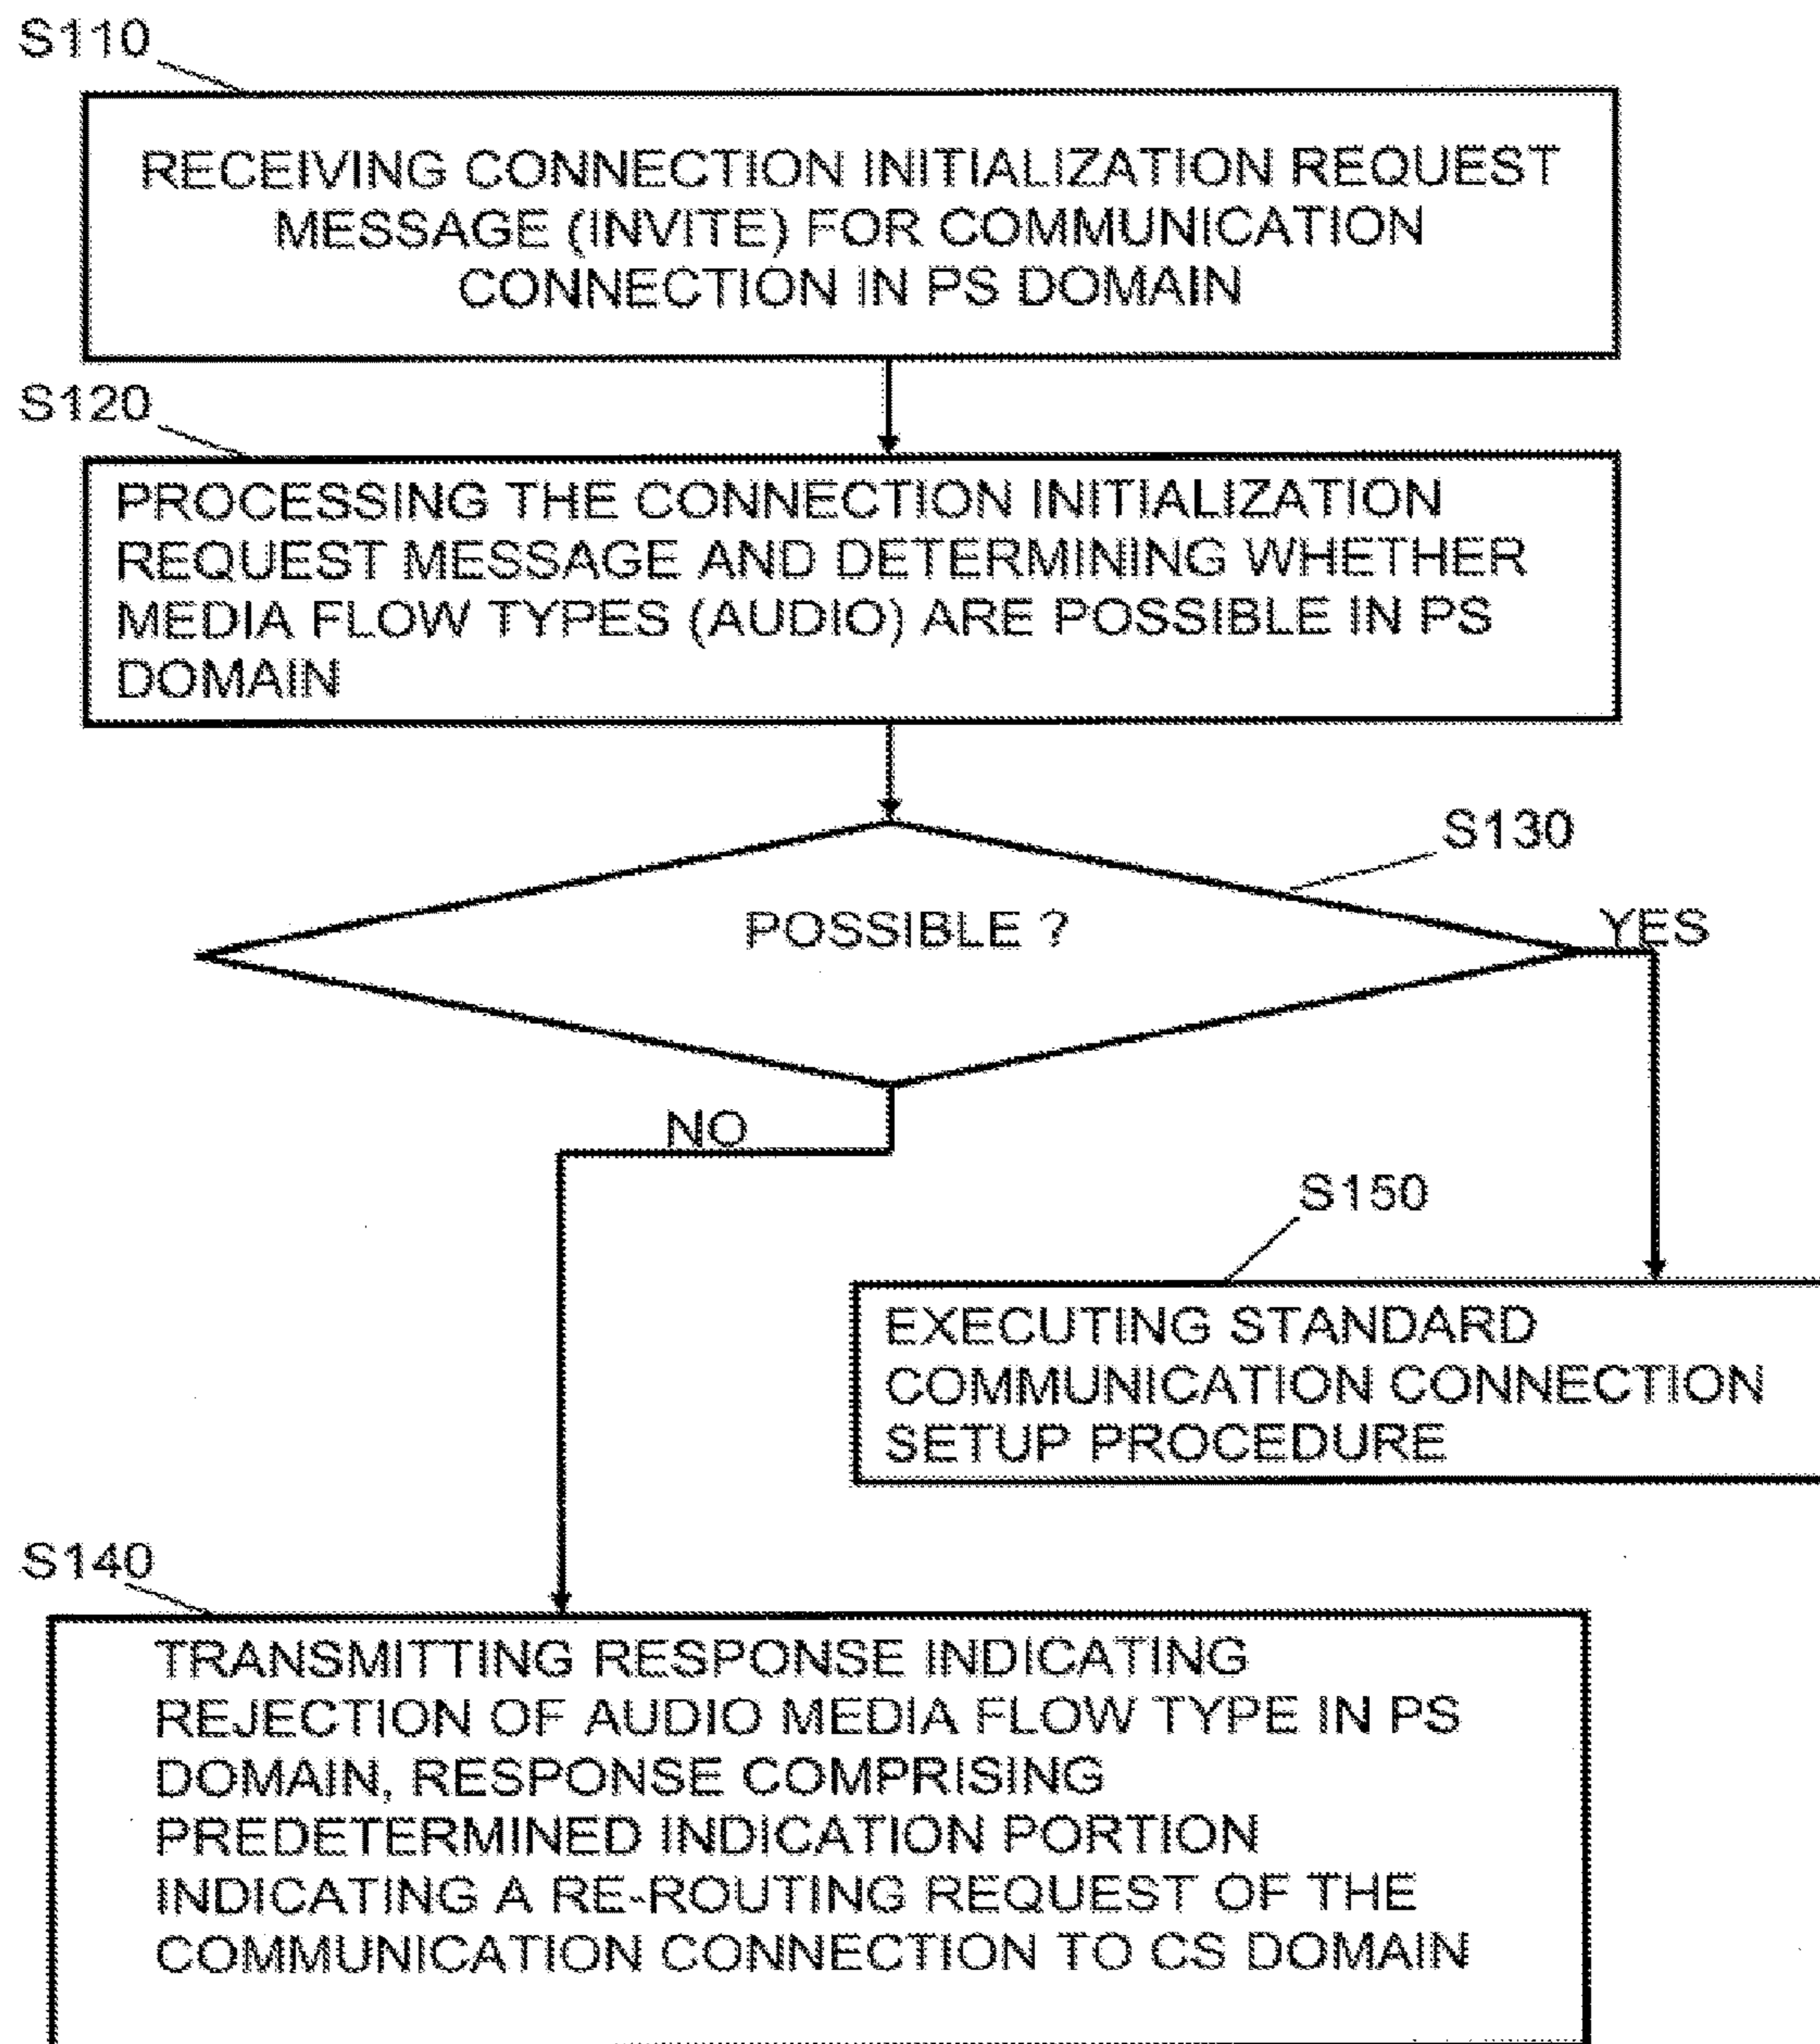 S110
RECEIVING CONNECTION INITIALIZATION REQUEST
MESSAGE (INVITE) FOR COMMUNICATION
CONNECTION IN PS DOMAIN
S120
PROCESSING THE CONNECTION INITIALIZATION
REQUEST MESSAGE AND DETERMINING WHETHER
MEDIA FLOW TYPES (AUDIO) ARE POSSIBLE IN PS
DOMAIN
S130
POSSIBLE ?
YES
NO
S150
EXECUTING STANDARD
COMMUNICATION CONNECTION
SETUP PROCEDURE
S140
TRANSMITTING RESPONSE INDICATING
REJECTION OF AUDIO MEDIA FLOW TYPE IN PS
DOMAIN, RESPONSE COMPRISING
PREDETERMINED INDICATION PORTION
INDICATING A RE-ROUTING REQUEST OF THE
COMMUNICATION CONNECTION TO CS DOMAIN